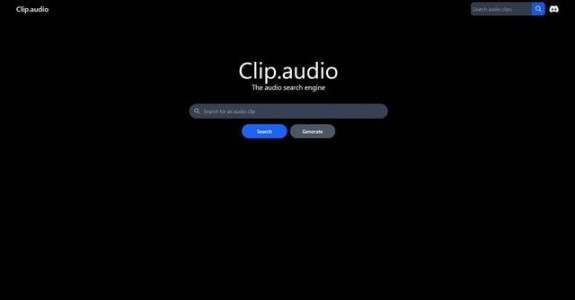 Clip.audio
Search audio clips
Clip.audio
The audio search engine
Search for an audio clip
Search
Generate